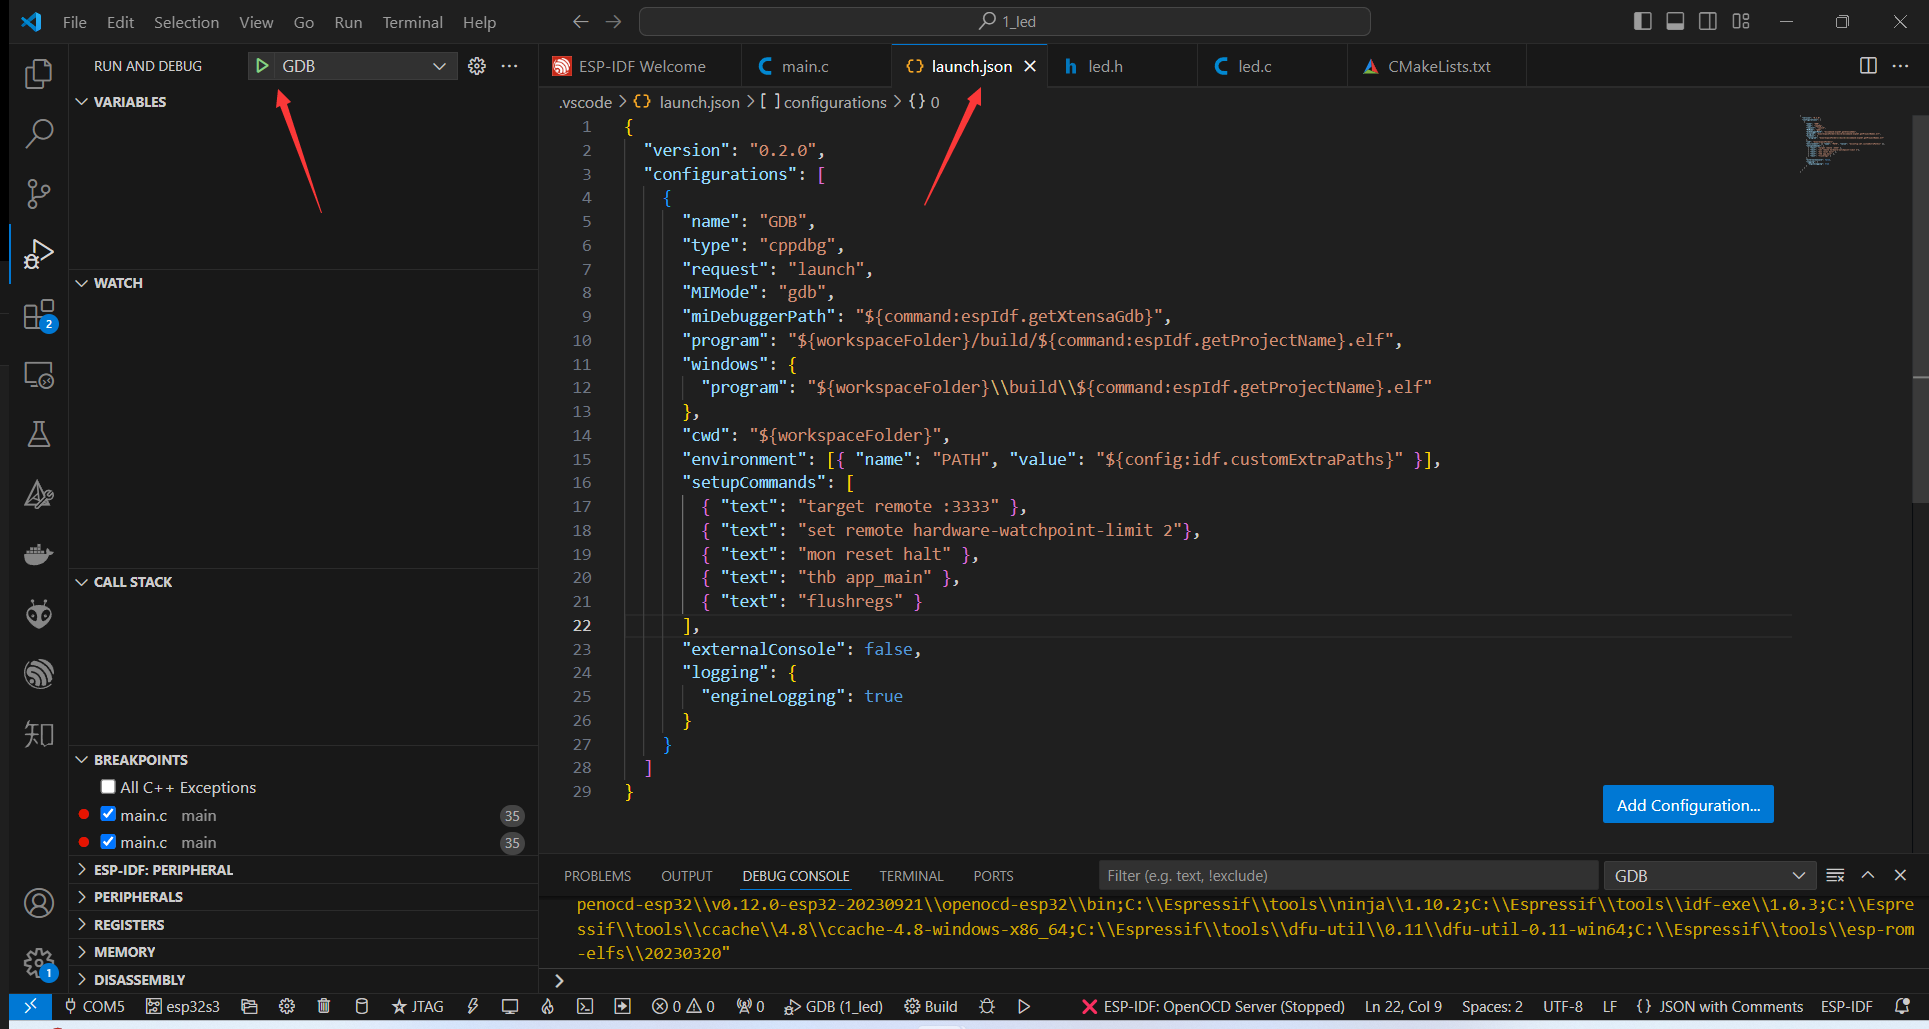 File Edit Selection View Go Run Terminal Help
1_led
RUN AND DEBUG
GDB
VARIABLES
WATCH
CALL STACK
BREAKPOINTS
All C++ Exceptions
main.c main 35
main.c main 35
ESP-IDF: PERIPHERAL
PERIPHERALS
REGISTERS
MEMORY
DISASSEMBLY
2
知
1
ESP-IDF Welcome
main.c
launch.json
led.h
led.c
CMakeLists.txt
.vscode > {} launch.json > [ ] configurations > {} 0
1 {
2 "version": "0.2.0",
3 "configurations": [
4 {
5 "name": "GDB",
6 "type": "cppdbg",
7 "request": "launch",
8 "MIMode": "gdb",
9 "miDebuggerPath": "${command:espIdf.getXtensaGdb}",
10 "program": "${workspaceFolder}/build/${command:espIdf.getProjectName}.elf",
11 "windows": {
12 "program": "${workspaceFolder}\\build\\${command:espIdf.getProjectName}.elf"
13 },
14 "cwd": "${workspaceFolder}",
15 "environment": [{ "name": "PATH", "value": "${config:idf.customExtraPaths}" }],
16 "setupCommands": [
17 { "text": "target remote :3333" },
18 { "text": "set remote hardware-watchpoint-limit 2"},
19 { "text": "mon reset halt" },
20 { "text": "thb app_main" },
21 { "text": "flushregs" }
22 ],
23 "externalConsole": false,
24 "logging": {
25 "engineLogging": true
26 }
27 }
28 ]
29 }
Add Configuration...
PROBLEMS OUTPUT DEBUG CONSOLE TERMINAL PORTS
Filter (e.g. text, !exclude)
GDB
penocd-esp32\\v0.12.0-esp32-20230921\\openocd-esp32\\bin;C:\\Espressif\\tools\\ninja\\1.10.2;C:\\Espressif\\tools\\idf-exe\\1.0.3;C:\\Espre
ssif\\tools\\ccache\\4.8\\ccache-4.8-windows-x86_64;C:\\Espressif\\tools\\dfu-util\\0.11\\dfu-util-0.11-win64;C:\\Espressif\\tools\\esp-rom
-elfs\\20230320"
>
COM5 esp32s3 JTAG 0 0 0 GDB (1_led) Build ESP-IDF: OpenOCD Server (Stopped) Ln 22, Col 9 Spaces: 2 UTF-8 LF {} JSON with Comments ESP-IDF